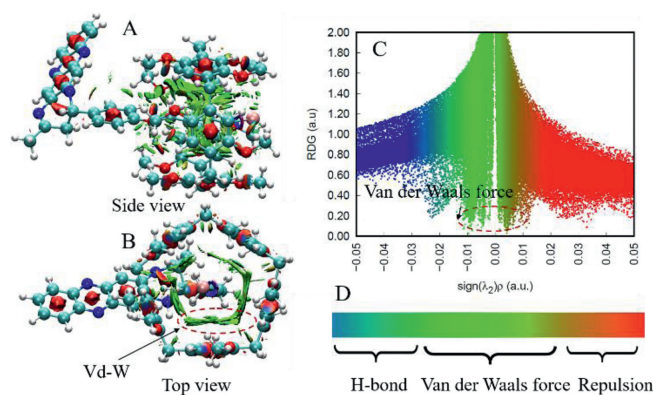 A
Side view
B
Vd-W
Top view
C
RDG (a.u)
2.00
1.80
1.60
1.40
1.20
1.00
0.80
0.60
0.40
0.20
0.00
Van der Waals force
-0.05
-0.04
-0.03
-0.02
-0.01
0.00
0.01
0.02
0.03
0.04
0.05
sign(λ₂)ρ (a.u.)
D
H-bond Van der Waals force Repulsion